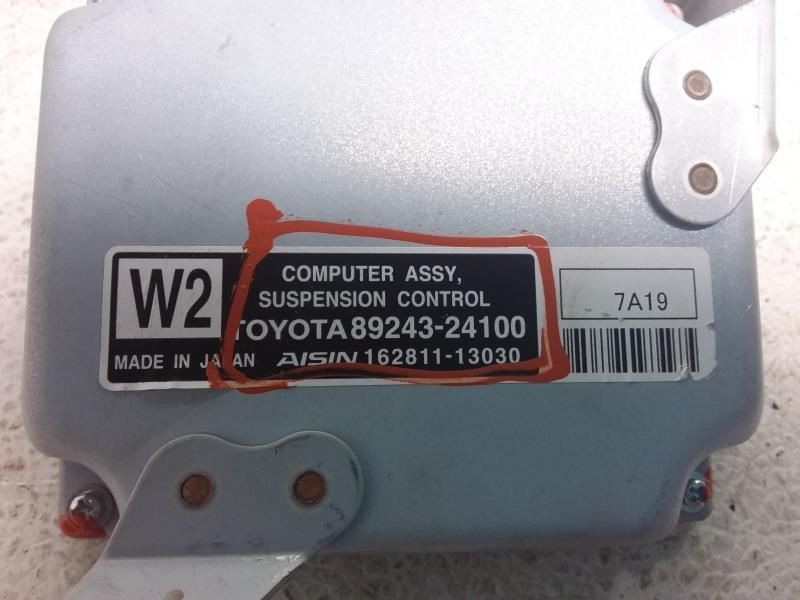 W2
COMPUTER ASSY,
SUSPENSION CONTROL
TOYOTA 89243-24100
MADE IN JAPAN AISIN 162811-13030
7A19